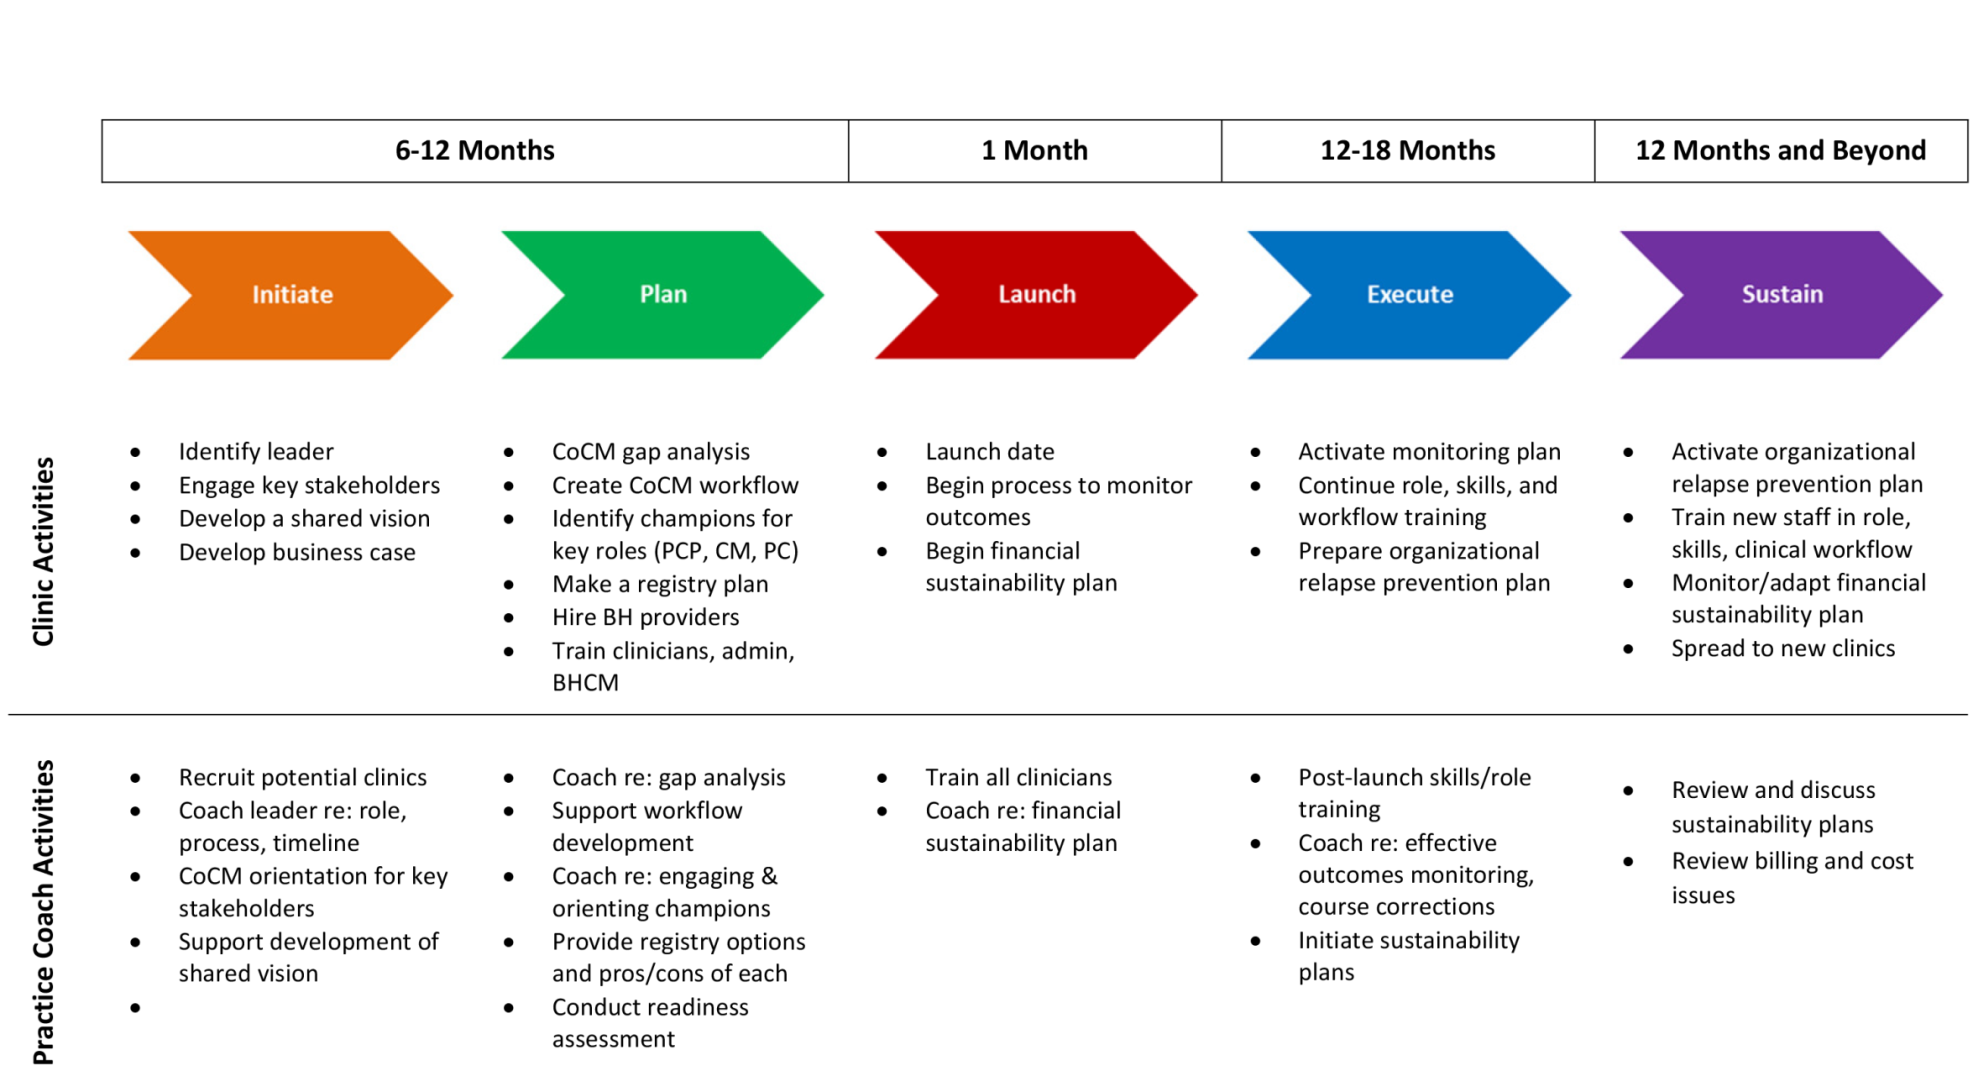 6-12 Months
1 Month
12-18 Months
12 Months and Beyond
Initiate
Plan
Launch
Execute
Sustain
Clinic Activities
• Identify leader
• Engage key stakeholders
• Develop a shared vision
• Develop business case
• CoCM gap analysis
• Create CoCM workflow
• Identify champions for
key roles (PCP, CM, PC)
• Make a registry plan
• Hire BH providers
• Train clinicians, admin,
BHCM
• Launch date
• Begin process to monitor
outcomes
• Begin financial
sustainability plan
• Activate monitoring plan
• Continue role, skills, and
workflow training
• Prepare organizational
relapse prevention plan
• Activate organizational
relapse prevention plan
• Train new staff in role,
skills, clinical workflow
• Monitor/adapt financial
sustainability plan
• Spread to new clinics
Practice Coach Activities
• Recruit potential clinics
• Coach leader re: role,
process, timeline
• CoCM orientation for key
stakeholders
• Support development of
shared vision
•
• Coach re: gap analysis
• Support workflow
development
• Coach re: engaging &
orienting champions
• Provide registry options
and pros/cons of each
• Conduct readiness
assessment
• Train all clinicians
• Coach re: financial
sustainability plan
• Post-launch skills/role
training
• Coach re: effective
outcomes monitoring,
course corrections
• Initiate sustainability
plans
• Review and discuss
sustainability plans
• Review billing and cost
issues